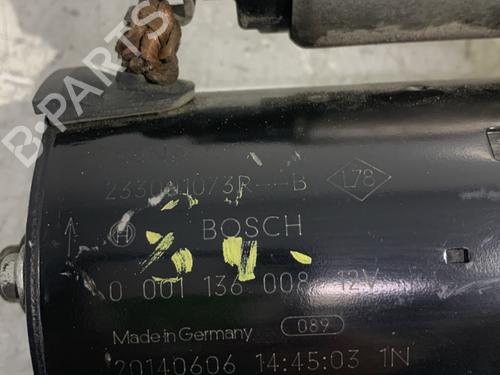 B-PARTS
233001073R---B L78
BOSCH
0 001 136 008 12V
Made in Germany 089
20140606 14:45:03 1N